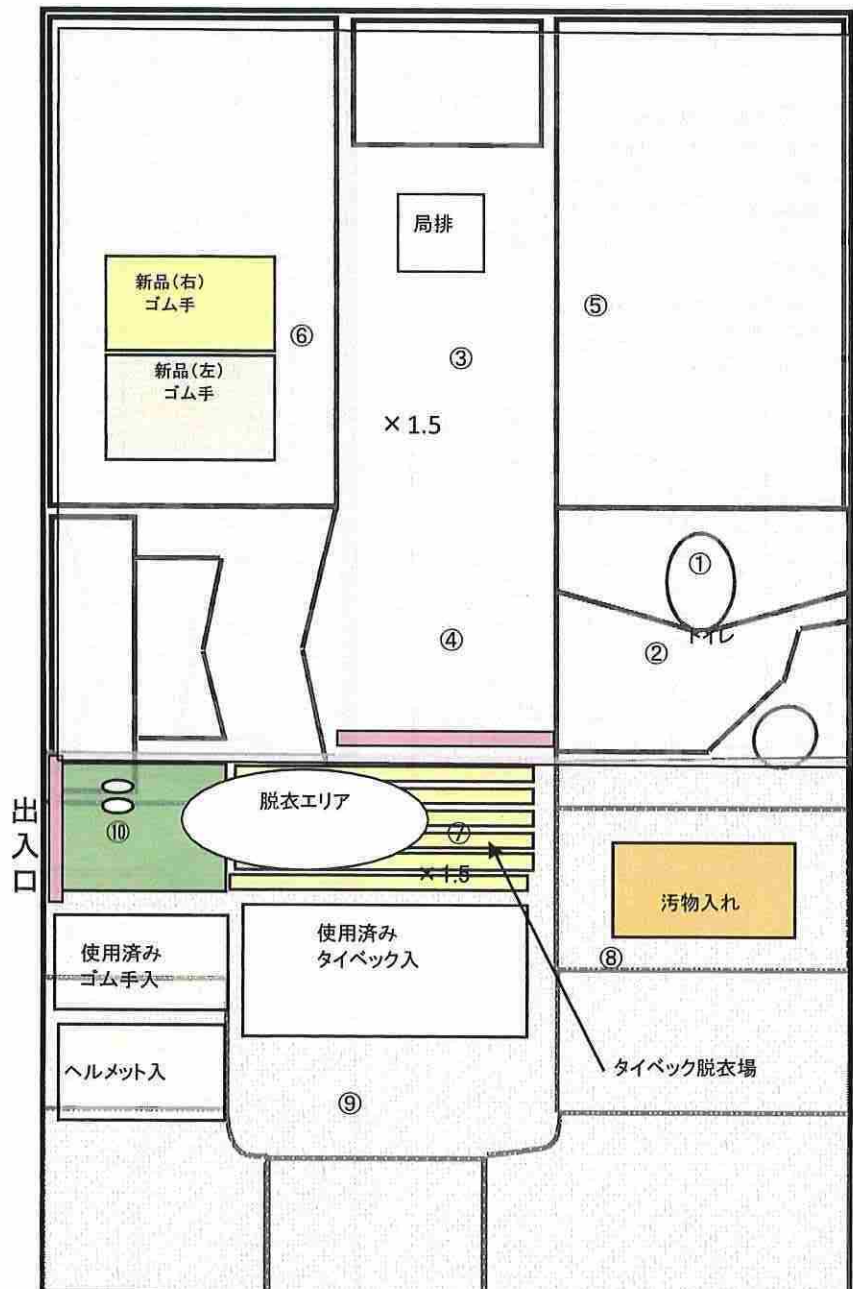 局排
新品(右)
ゴム手
⑥
⑤
新品(左)
ゴム手
③
×1.5
①
トイレ
②
④
出入口
脱衣エリア
⑩
⑦
×1.5
汚物入れ
使用済み
ゴム手入
使用済み
タイベック入
⑧
ヘルメット入
タイベック脱衣場
⑨